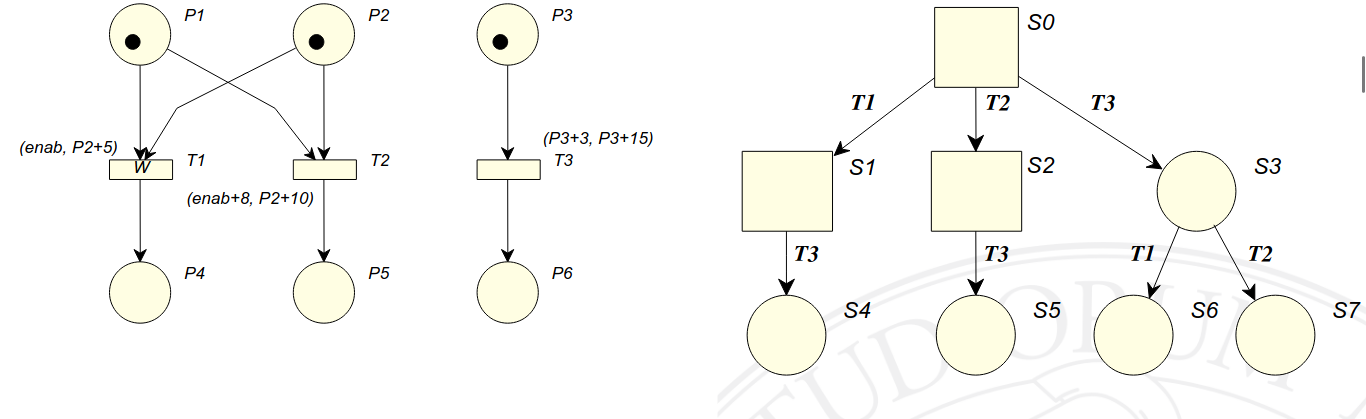 P1
P2
P3
(enab, P2+5)
W
T1
T2
(P3+3, P3+15)
T3
(enab+8, P2+10)
P4
P5
P6
S0
T1
T2
T3
S1
S2
S3
T3
T3
T1
T2
S4
S5
S6
S7
STUDIORUM